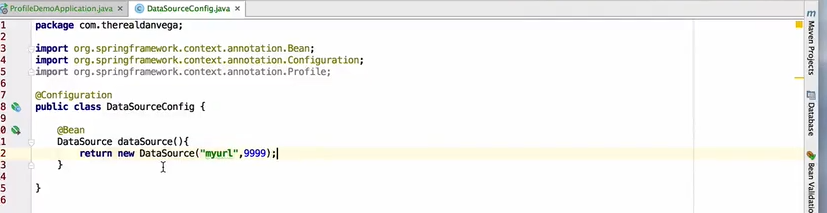 ProfileDemoApplication.java DataSourceConfig.java
1 package com.therealdanvega;
2
3 import org.springframework.context.annotation.Bean;
4 import org.springframework.context.annotation.Configuration;
5 import org.springframework.context.annotation.Profile;
6
7 @Configuration
8 public class DataSourceConfig {
9
0 @Bean
1 DataSource dataSource(){
2 return new DataSource("myurl",9999);
3 }
4
5 }
6
m
Maven Projects
Database
Bean Validatio